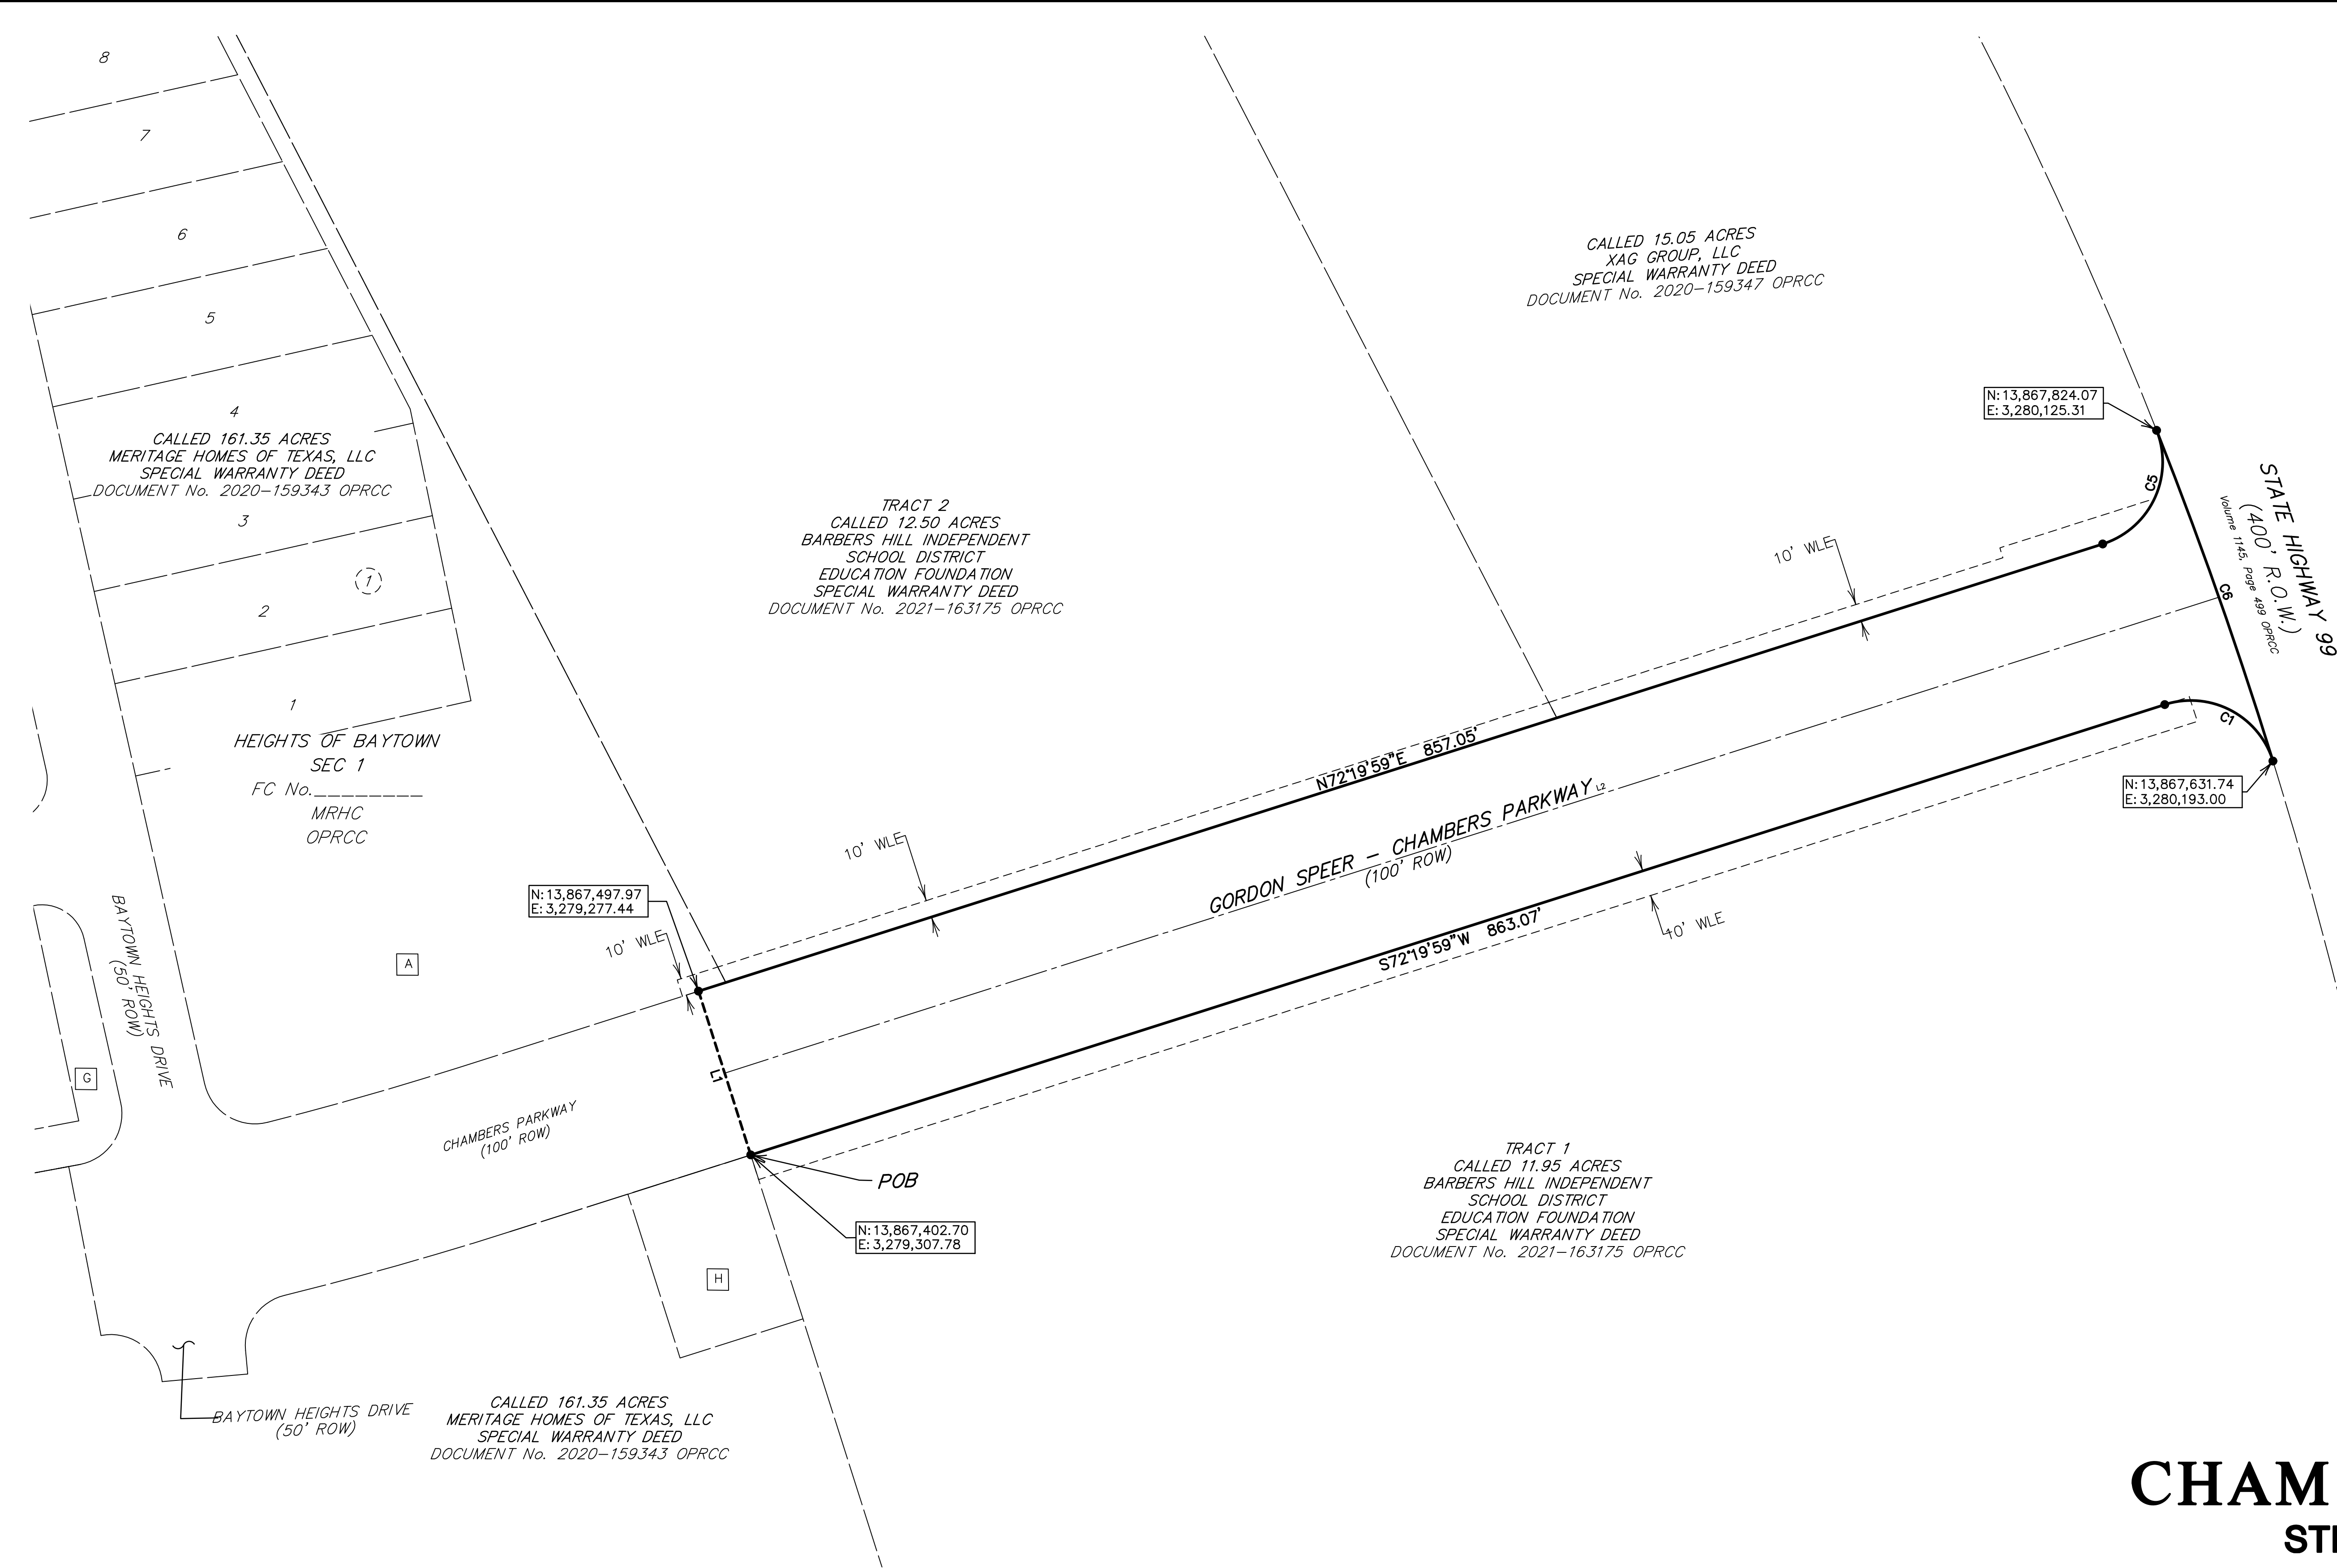 8
7
6
5
4
CALLED 161.35 ACRES
MERITAGE HOMES OF TEXAS, LLC
SPECIAL WARRANTY DEED
DOCUMENT No. 2020-159343 OPRCC
3
1
2
1
HEIGHTS OF BAYTOWN
SEC 1
FC No.________
MRHC
OPRCC
BAYTOWN HEIGHTS DRIVE
(50' ROW)
A
G
TRACT 2
CALLED 12.50 ACRES
BARBERS HILL INDEPENDENT
SCHOOL DISTRICT
EDUCATION FOUNDATION
SPECIAL WARRANTY DEED
DOCUMENT No. 2021-163175 OPRCC
CALLED 15.05 ACRES
XAG GROUP, LLC
SPECIAL WARRANTY DEED
DOCUMENT No. 2020-159347 OPRCC
N: 13,867,824.07
E: 3,280,125.31
C5
STATE HIGHWAY 99
(400' R.O.W.)
Volume 1145, Page 499 OPRCC
C6
C1
N: 13,867,631.74
E: 3,280,193.00
10' WLE
N72°19'59"E 857.05'
GORDON SPEER - CHAMBERS PARKWAY L2
(100' ROW)
10' WLE
N: 13,867,497.97
E: 3,279,277.44
10' WLE
S72°19'59"W 863.07'
10' WLE
L1
CHAMBERS PARKWAY
(100' ROW)
POB
N: 13,867,402.70
E: 3,279,307.78
H
TRACT 1
CALLED 11.95 ACRES
BARBERS HILL INDEPENDENT
SCHOOL DISTRICT
EDUCATION FOUNDATION
SPECIAL WARRANTY DEED
DOCUMENT No. 2021-163175 OPRCC
BAYTOWN HEIGHTS DRIVE
(50' ROW)
CALLED 161.35 ACRES
MERITAGE HOMES OF TEXAS, LLC
SPECIAL WARRANTY DEED
DOCUMENT No. 2020-159343 OPRCC
CHAM
ST